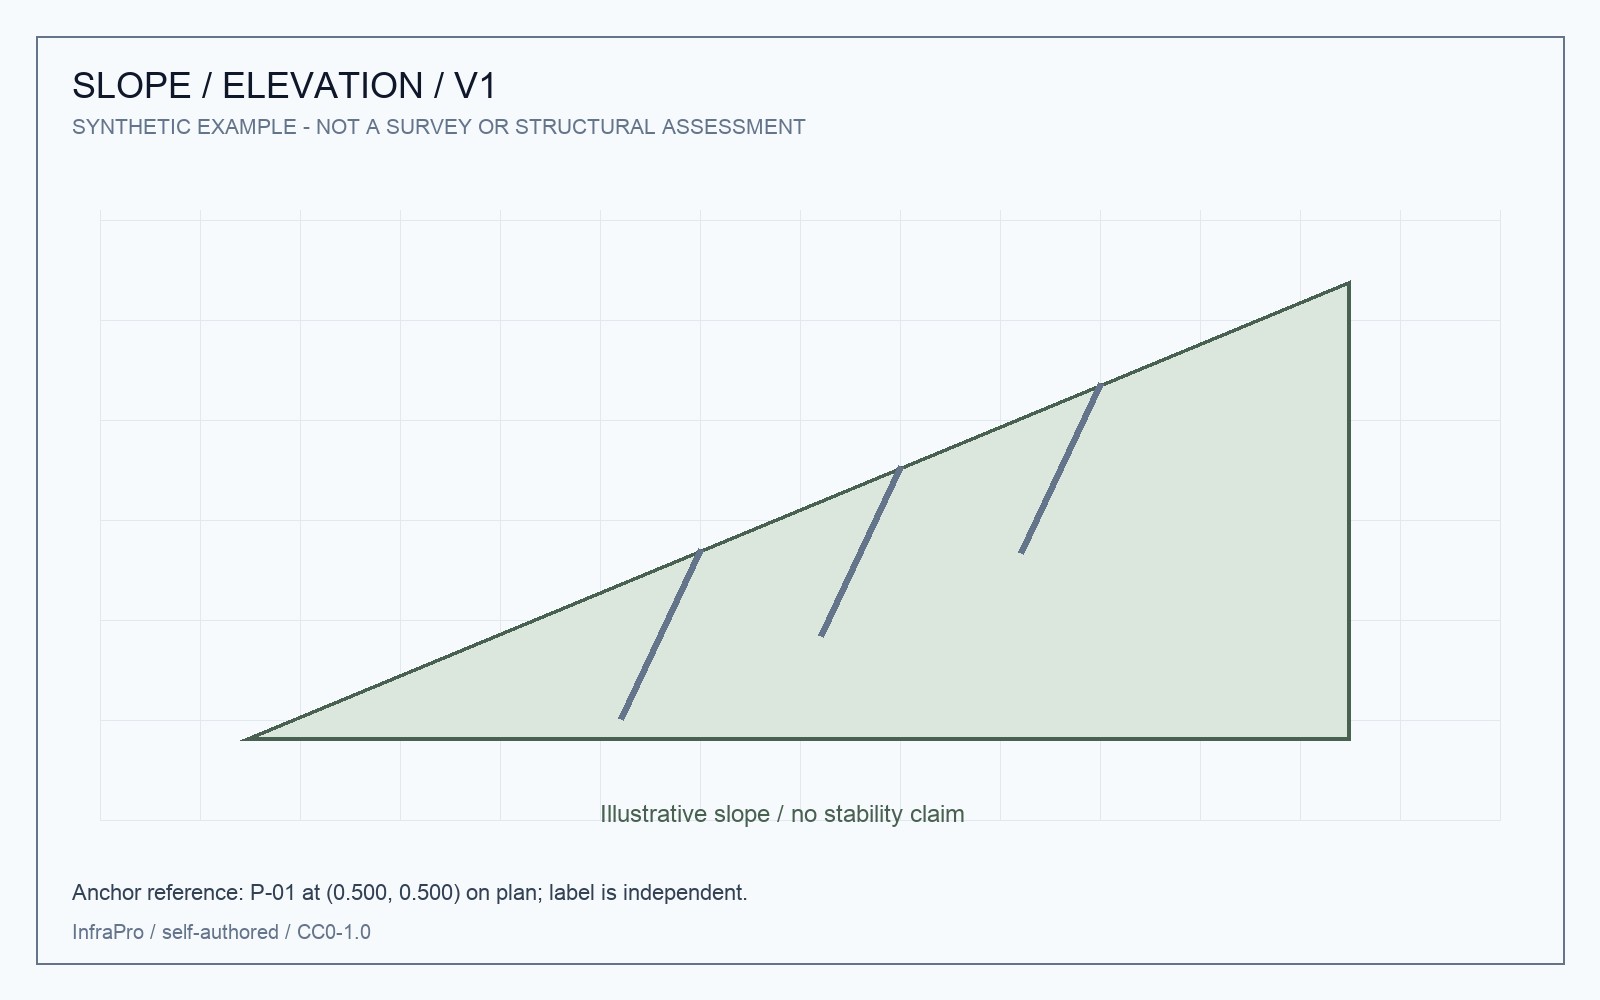 SLOPE / ELEVATION / V1
SYNTHETIC EXAMPLE - NOT A SURVEY OR STRUCTURAL ASSESSMENT
Illustrative slope / no stability claim
Anchor reference: P-01 at (0.500, 0.500) on plan; label is independent.
InfraPro / self-authored / CC0-1.0